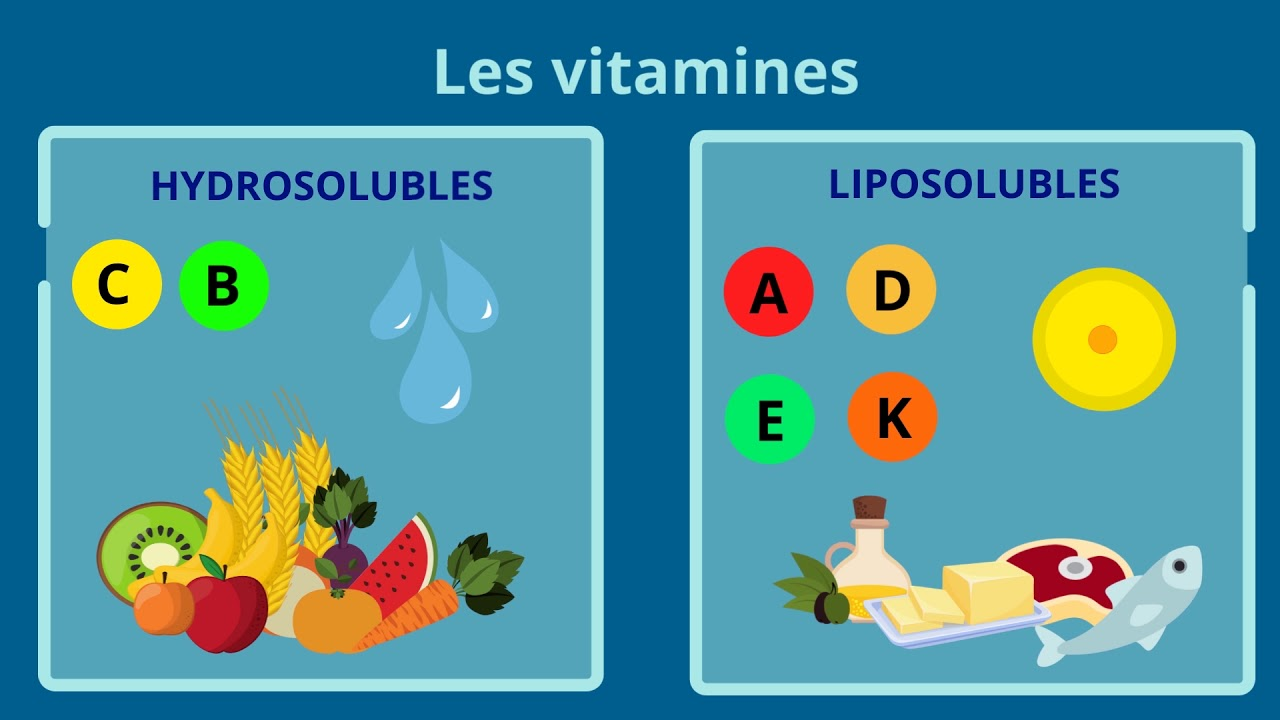 Les vitamines
HYDROSOLUBLES
C B
LIPOSOLUBLES
A D
E K